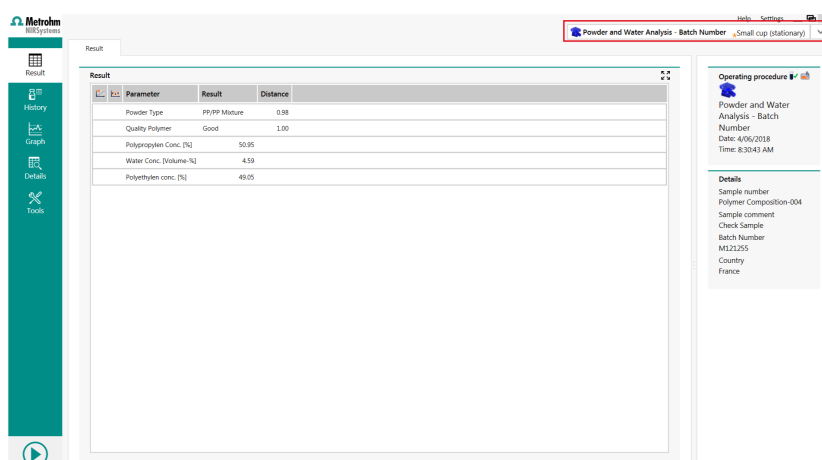 Metrohm
NIRSystems
Help Settings
Powder and Water Analysis - Batch Number Small cup (stationary)
Result
Result
History
Graph
Details
Tools
Result
Parameter Result Distance
Powder Type PP/PP Mixture 0.98
Quality Polymer Good 1.00
Polypropylen Conc. [%] 50.95
Water Conc. [Volume-%] 4.59
Polyethylen conc. [%] 49.05
Operating procedure
Powder and Water
Analysis - Batch
Number
Date: 4/06/2018
Time: 8:30:43 AM
Details
Sample number
Polymer Composition-004
Sample comment
Check Sample
Batch Number
M121255
Country
France